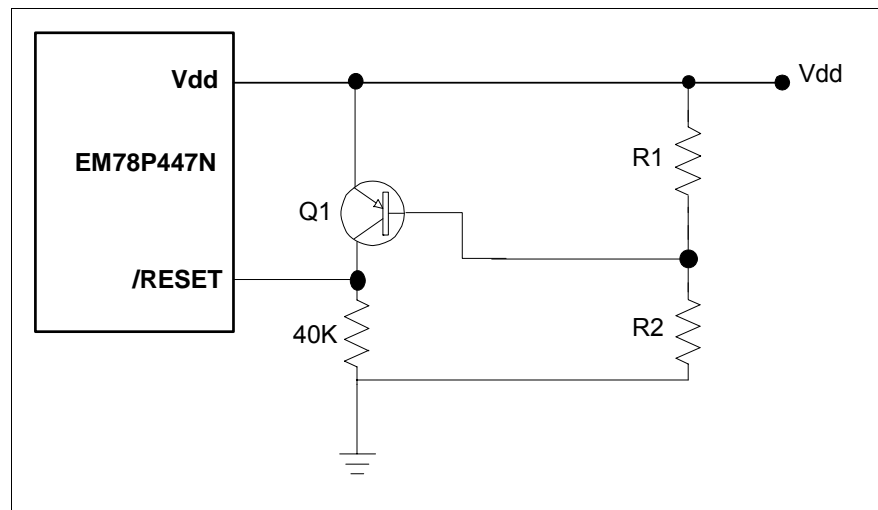 Vdd
Vdd
EM78P447N
R1
Q1
/RESET
40K
R2